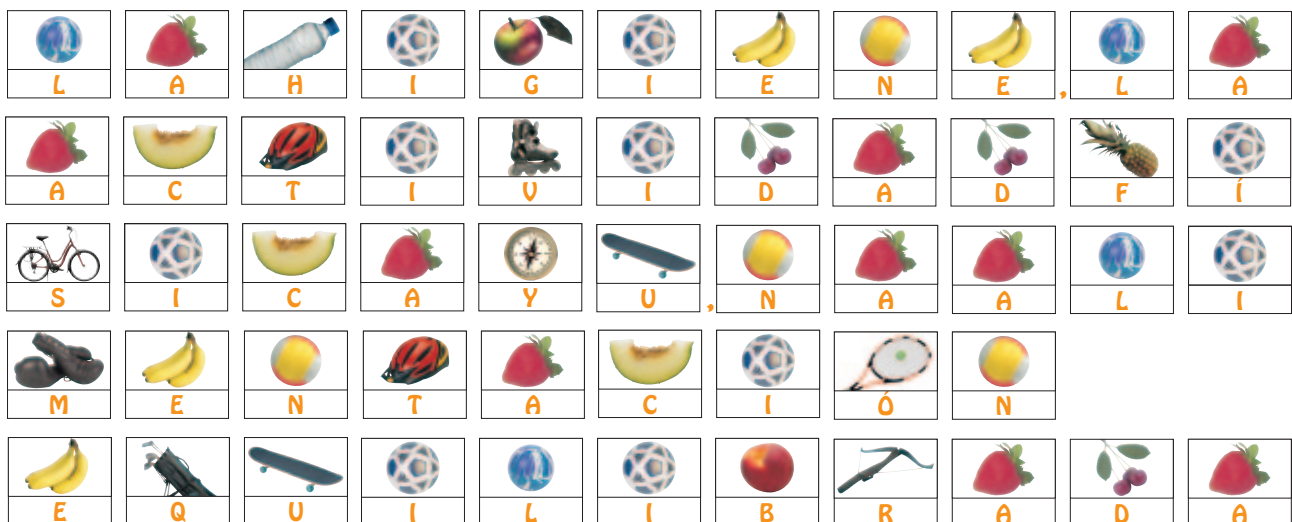 L A H I G I E N E , L A
A C T I V I D A D F Í
S I C A Y U , N A A L I
M E N T A C I Ó N
E Q U I L I B R A D A